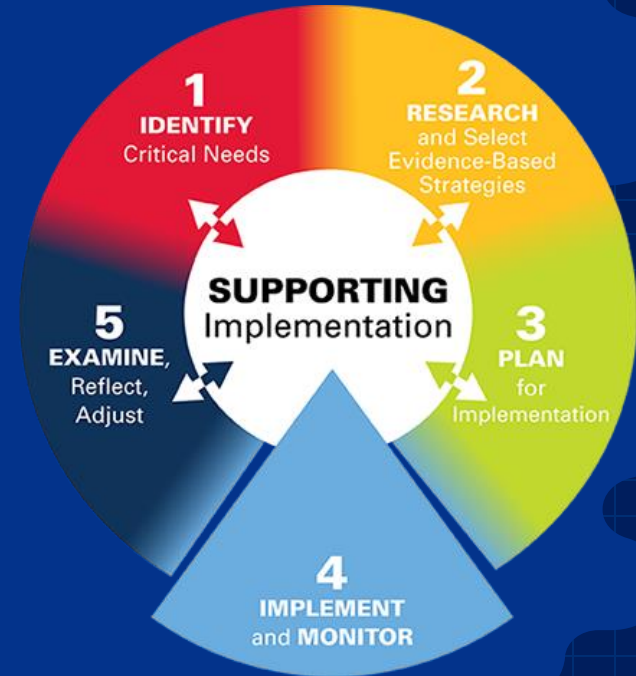 1
IDENTIFY
Critical Needs
2
RESEARCH
and Select
Evidence-Based
Strategies
SUPPORTING
Implementation
3
PLAN
for
Implementation
4
IMPLEMENT
and MONITOR
5
EXAMINE,
Reflect,
Adjust